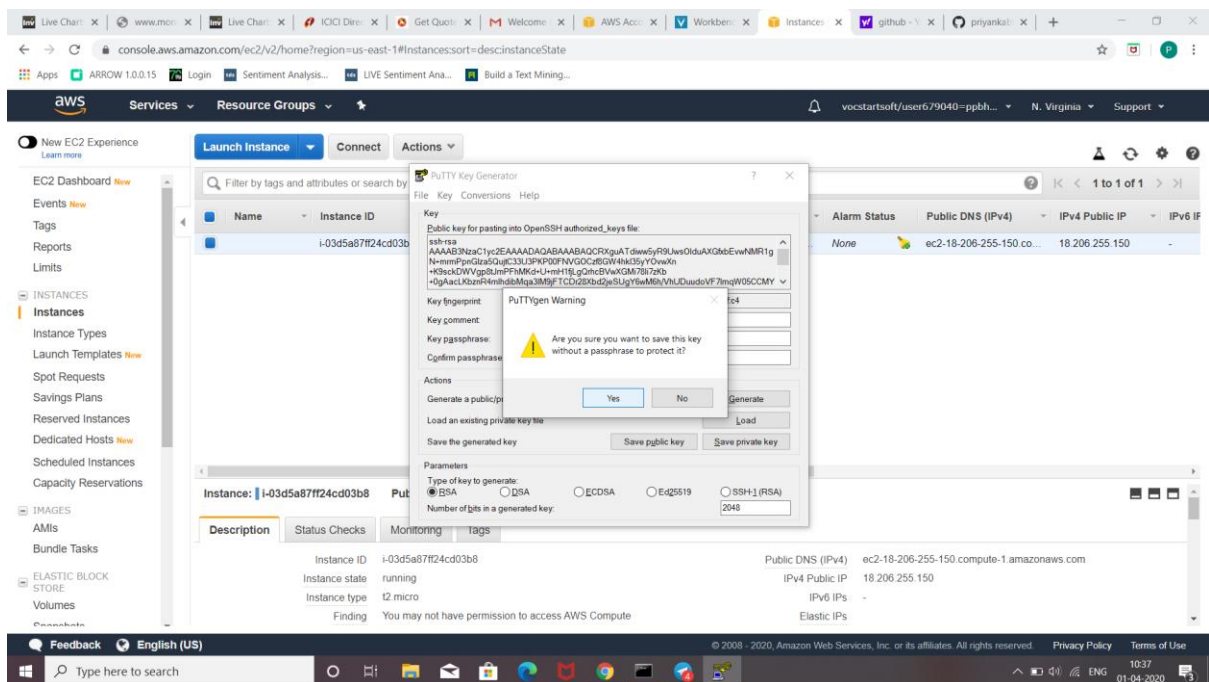 Live Chart: www.mon Live Chart: ICICI Direc Get Quote Welcome AWS Acco Workben Instances github - Y priyankab
console.aws.amazon.com/ec2/v2/home?region=us-east-1#Instances:sort=desc:instanceState
Apps ARROW 1.0.0.15 Login Sentiment Analysis... LIVE Sentiment Ana... Build a Text Mining...
aws Services Resource Groups vocstartsoft/user679040=ppbh... N. Virginia Support
New EC2 Experience
Learn more
Launch Instance Connect Actions
EC2 Dashboard New
Events New
Tags
Reports
Limits
INSTANCES
Instances
Instance Types
Launch Templates New
Spot Requests
Savings Plans
Reserved Instances
Dedicated Hosts New
Scheduled Instances
Capacity Reservations
IMAGES
AMIs
Bundle Tasks
ELASTIC BLOCK
STORE
Volumes
Filter by tags and attributes or search by
1 to 1 of 1
Name Instance ID Alarm Status Public DNS (IPv4) IPv4 Public IP IPv6 IP
i-03d5a87ff24cd03b None ec2-18-206-255-150.co... 18.206.255.150 -
PuTTY Key Generator ?
File Key Conversions Help
Key
Public key for pasting into OpenSSH authorized_keys file:
ssh-rsa
Key fingerprint:
Key comment:
Key passphrase:
Confirm passphrase
PuTTYgen Warning
Are you sure you want to save this key
without a passphrase to protect it?
Yes No
Actions
Generate a public/p Generate
Load an existing private key file Load
Save the generated key Save public key Save private key
Parameters
Type of key to generate:
RSA DSA ECDSA Ed25519 SSH-1 (RSA)
Number of bits in a generated key: 2048
Instance: i-03d5a87ff24cd03b8 Pub
Description Status Checks Monitoring Tags
Instance ID i-03d5a87ff24cd03b8 Public DNS (IPv4) ec2-18-206-255-150.compute-1.amazonaws.com
Instance state running IPv4 Public IP 18.206.255.150
Instance type t2.micro IPv6 IPs -
Finding You may not have permission to access AWS Compute Elastic IPs
Feedback English (US) © 2008 - 2020, Amazon Web Services, Inc. or its affiliates. All rights reserved. Privacy Policy Terms of Use
Type here to search ENG 10:37
01-04-2020